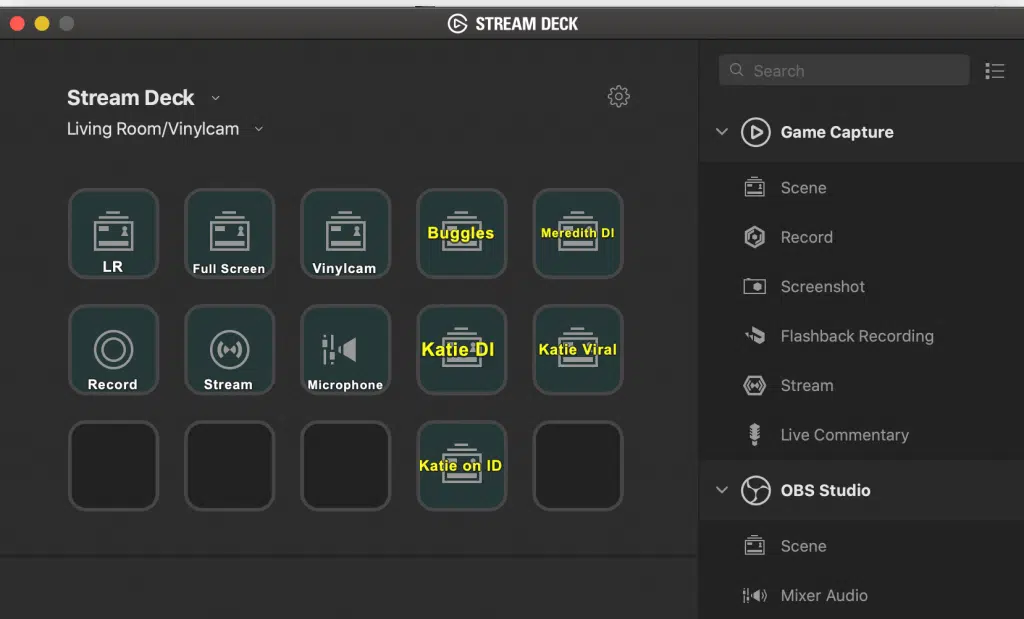 STREAM DECK
Stream Deck
Living Room/Vinylcam
LR
Full Screen
Vinylcam
Buggles
Meredith DI
Record
Stream
Microphone
Katie DI
Katie Viral
Katie on ID
Search
Game Capture
Scene
Record
Screenshot
Flashback Recording
Stream
Live Commentary
OBS Studio
Scene
Mixer Audio